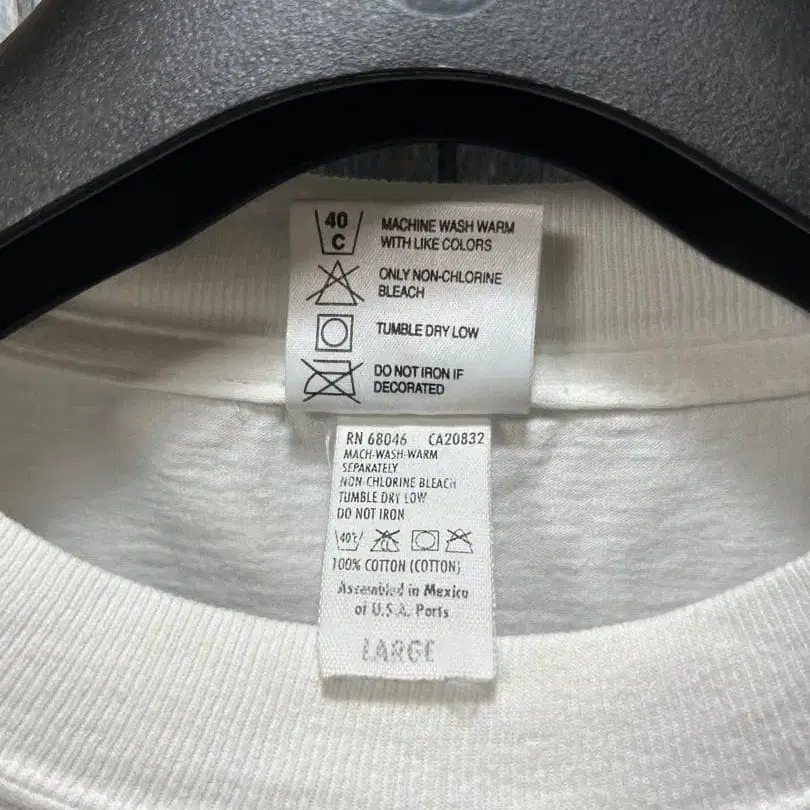 40
C
MACHINE WASH WARM
WITH LIKE COLORS
ONLY NON-CHLORINE
BLEACH
TUMBLE DRY LOW
DO NOT IRON IF
DECORATED
RN 68046 CA20832
MACH-WASH-WARM
SEPARATELY
NON-CHLORINE BLEACH
TUMBLE DRY LOW
DO NOT IRON
40°C CL
100% COTTON (COTTON)
Assembled in Mexico
of U.S.A. Parts
LARGE